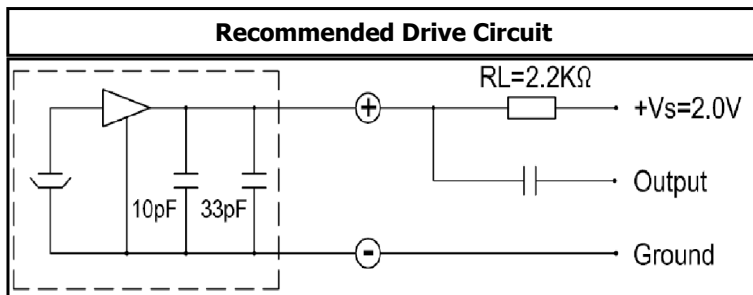 Recommended Drive Circuit
RL=2.2KΩ
+
+Vs=2.0V
10pF
33pF
Output
-
Ground